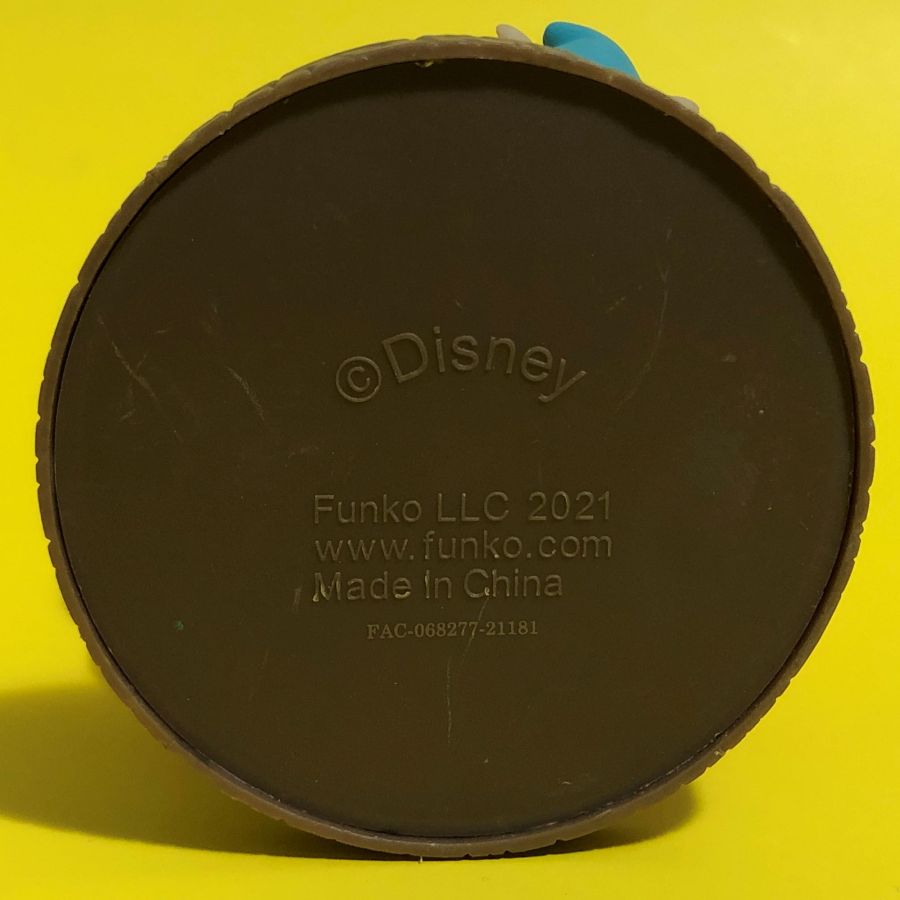 ©Disney
Funko LLC 2021
www.funko.com
Made In China
FAC-068277-21181